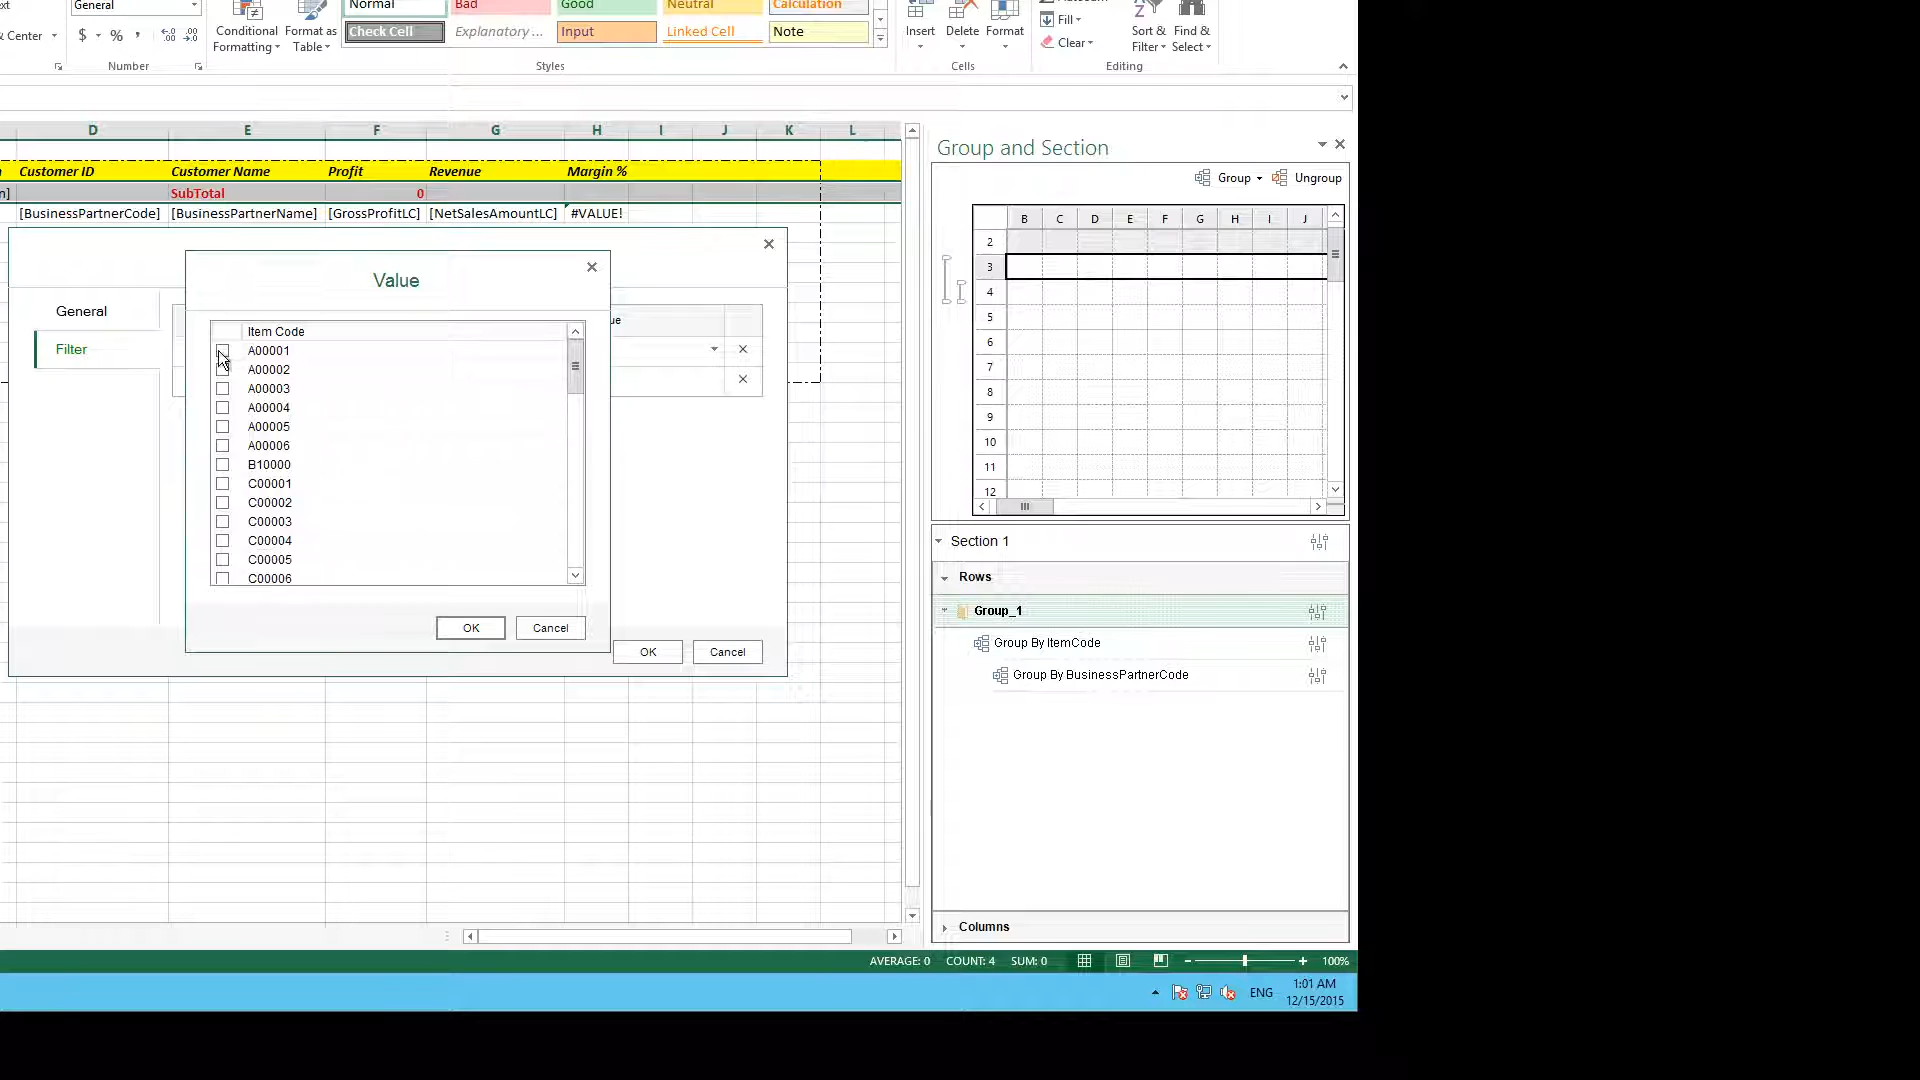 General
Normal
Bad
Good
Neutral
Calculation
Fill
Center
$ % ,
Conditional Formatting
Format as Table
Check Cell
Explanatory ...
Input
Linked Cell
Note
Insert
Delete
Format
Clear
Sort & Filter
Find & Select
Number
Styles
Cells
Editing
D E F G H I J K L
Customer ID
Customer Name
Profit
Revenue
Margin %
SubTotal
0
[BusinessPartnerCode]
[BusinessPartnerName]
[GrossProfitLC]
[NetSalesAmountLC]
#VALUE!
General
Filter
Value
Item Code
A00001
A00002
A00003
A00004
A00005
A00006
B10000
C00001
C00002
C00003
C00004
C00005
C00006
OK
Cancel
OK
Cancel
Group and Section
Group
Ungroup
B C D E F G H I J
2
3
4
5
6
7
8
9
10
11
12
Section 1
Rows
Group_1
Group By ItemCode
Group By BusinessPartnerCode
Columns
AVERAGE: 0 COUNT: 4 SUM: 0
100%
ENG
1:01 AM
12/15/2015